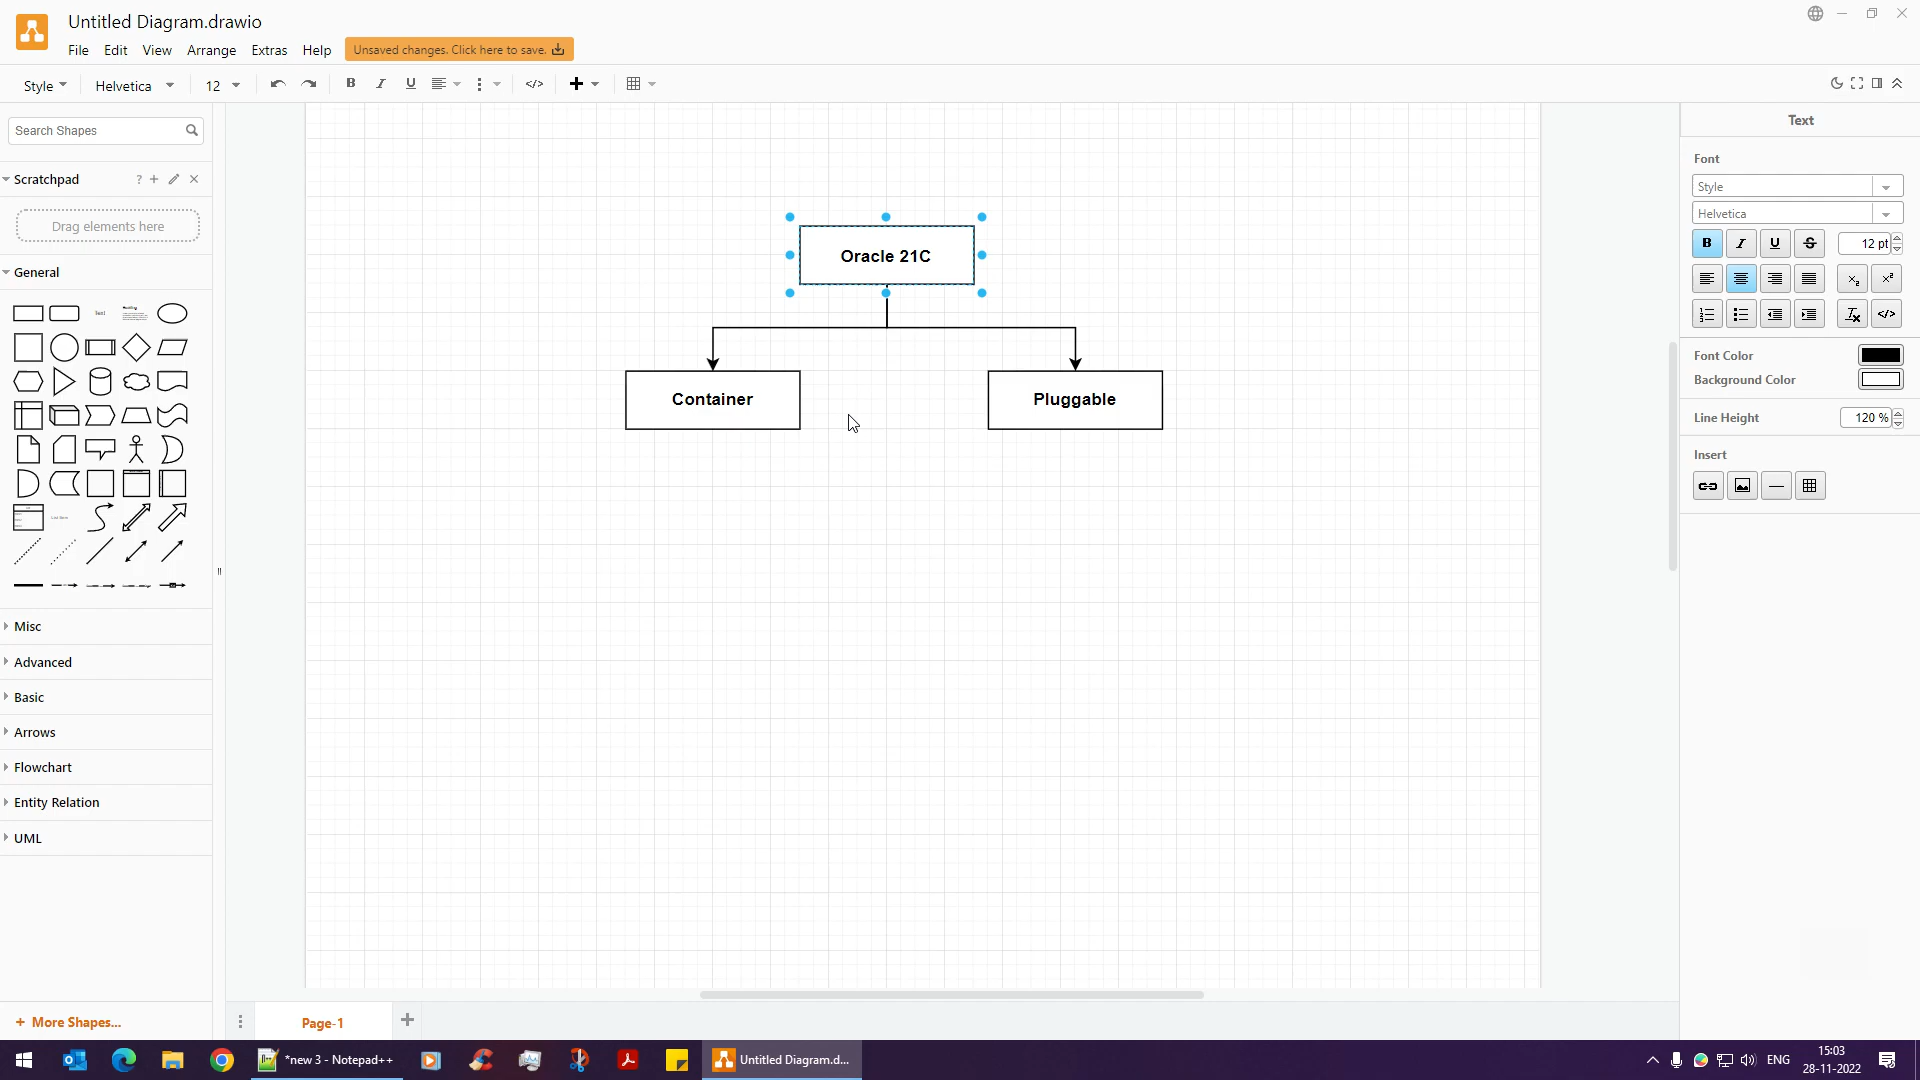 Untitled Diagram.drawio
File Edit View Arrange Extras Help Unsaved changes. Click here to save.
Style Helvetica 12 B I U </>
Search Shapes
Scratchpad ? + ×
Drag elements here
General
Text
Misc
Advanced
Basic
Arrows
Flowchart
Entity Relation
UML
+ More Shapes...
Oracle 21C
Container Pluggable
Page-1
Text
Font
Style
Helvetica
B I U S 12 pt
</>
Font Color
Background Color
Line Height 120 %
Insert
*new 3 - Notepad++
Untitled Diagram.d...
ENG
15:03
28-11-2022